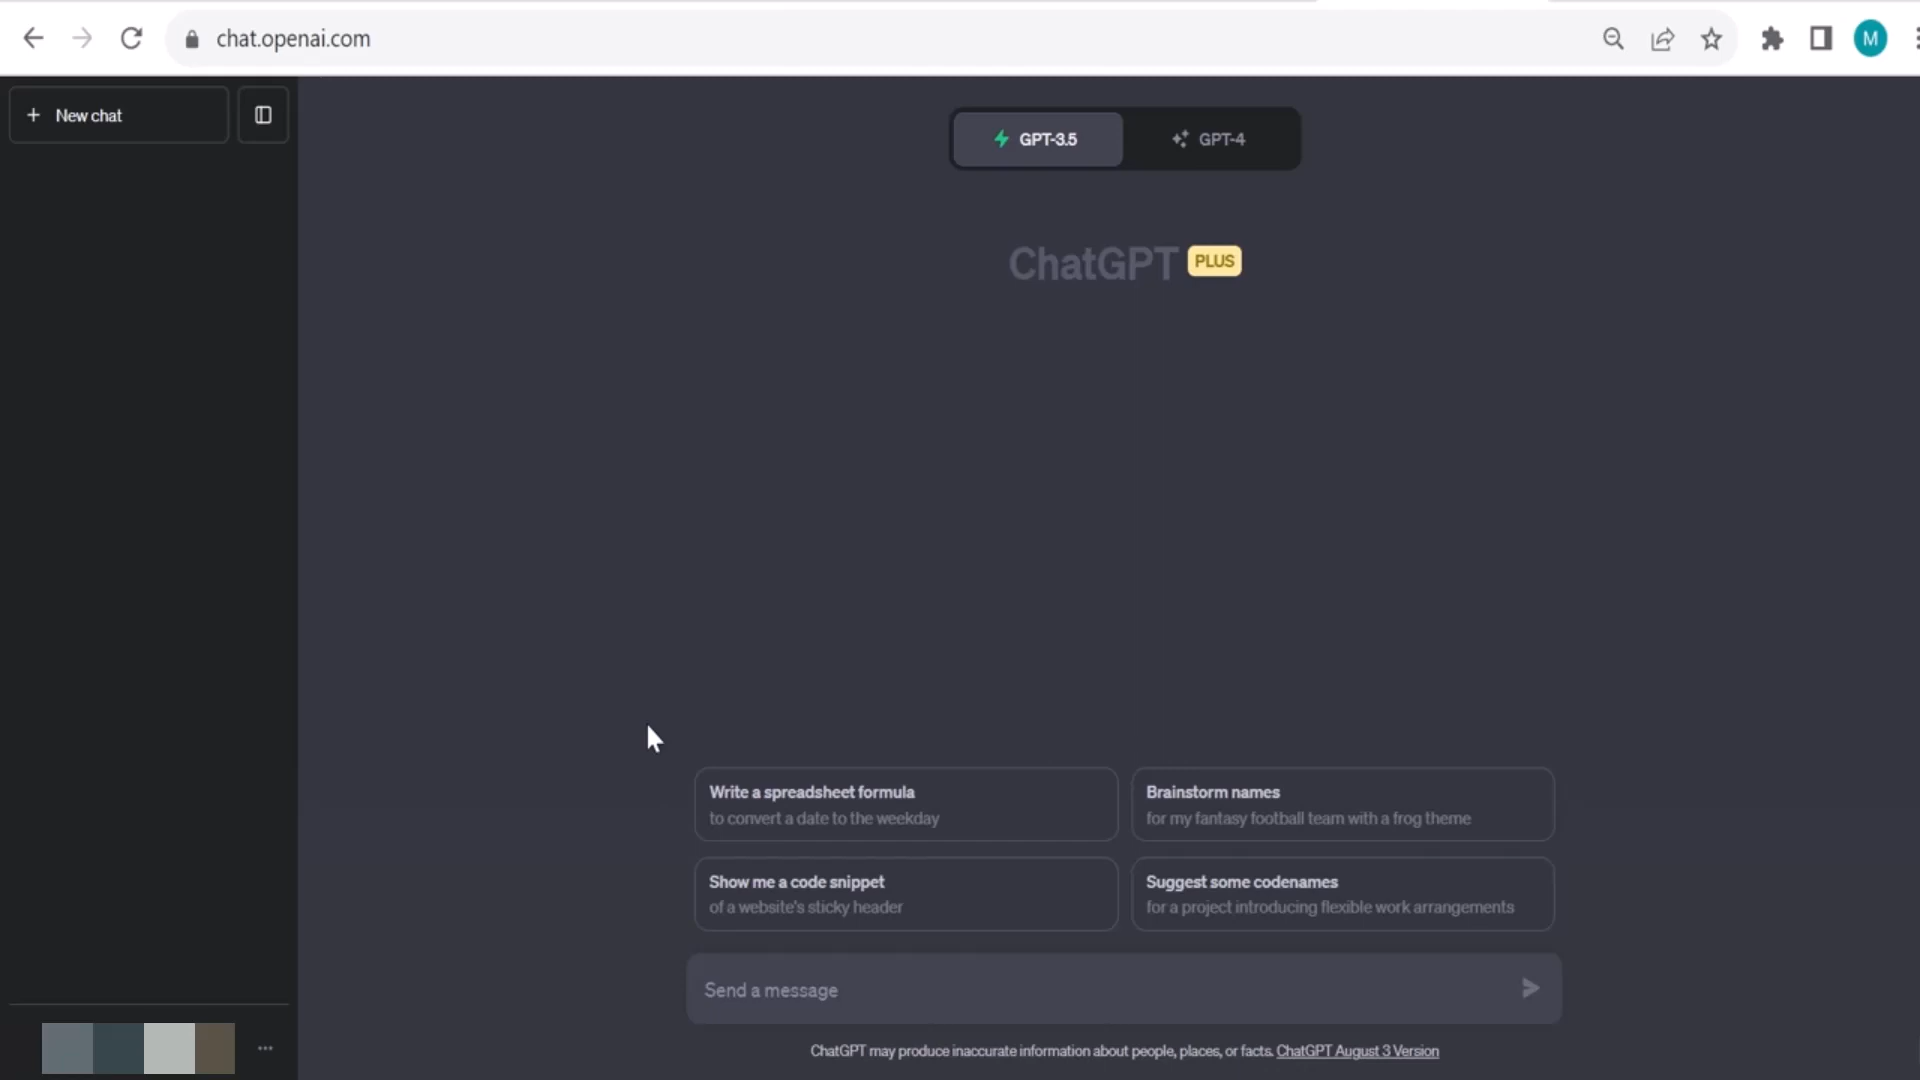 chat.openai.com
M
New chat
GPT-3.5
GPT-4
ChatGPT PLUS
Write a spreadsheet formula
to convert a date to the weekday
Brainstorm names
for my fantasy football team with a frog theme
Show me a code snippet
of a website's sticky header
Suggest some codenames
for a project introducing flexible work arrangements
Send a message
ChatGPT may produce inaccurate information about people, places, or facts. ChatGPT August 3 Version